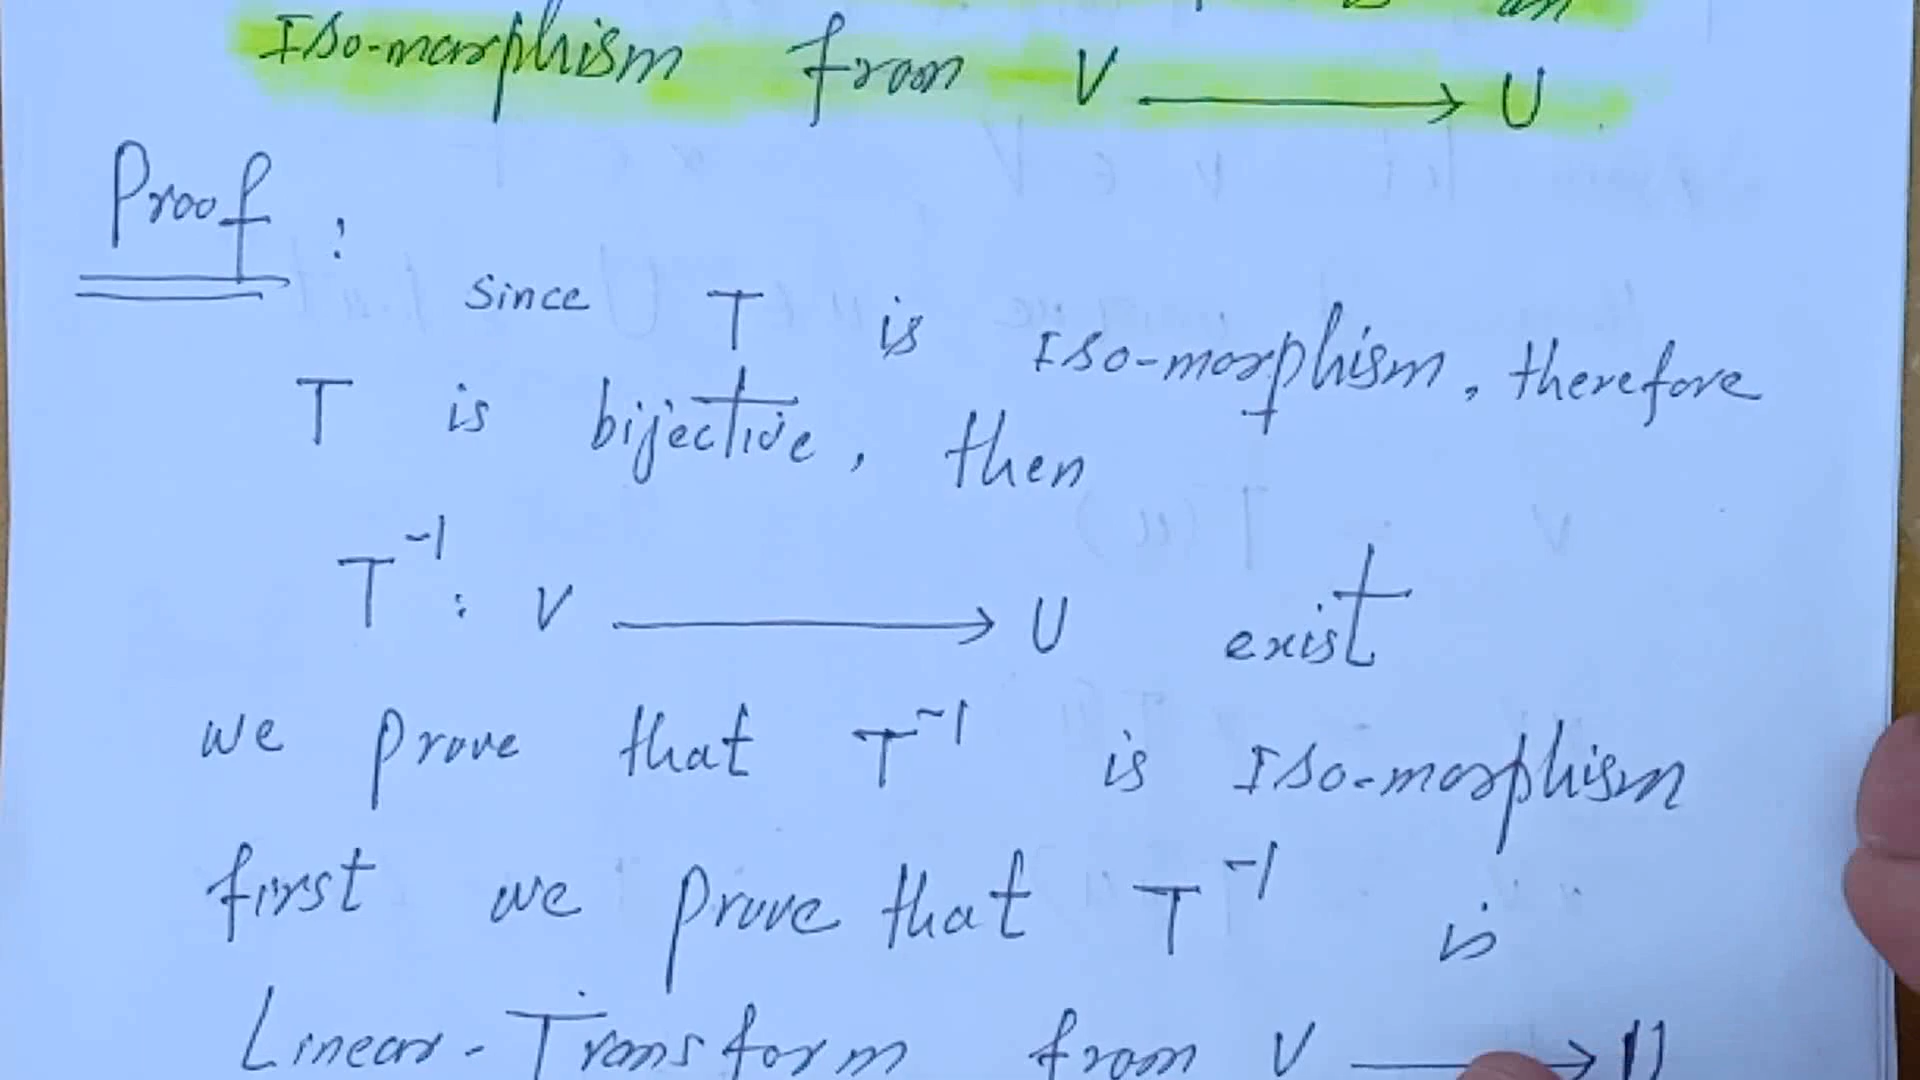 an
Iso-morphism from V → U
Proof :
since T is Iso-morphism, therefore
T is bijective, then
T⁻¹ : V → U exist
we prove that T⁻¹ is Iso-morphism
first we prove that T⁻¹ is
Linear-Transform from V → U